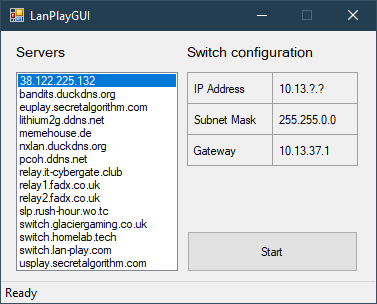 LanPlayGUI
Servers
38.122.225.132
bandits.duckdns.org
euplay.secretalgorithm.com
lithium2g.ddns.net
memehouse.de
nxlan.duckdns.org
pcoh.ddns.net
relay.it-cybergate.club
relay1.fadx.co.uk
relay2.fadx.co.uk
slp.rush-hour.wo.tc
switch.glaciergaming.co.uk
switch.homelab.tech
switch.lan-play.com
usplay.secretalgorithm.com
Switch configuration
IP Address 10.13.?.?
Subnet Mask 255.255.0.0
Gateway 10.13.37.1
Start
Ready